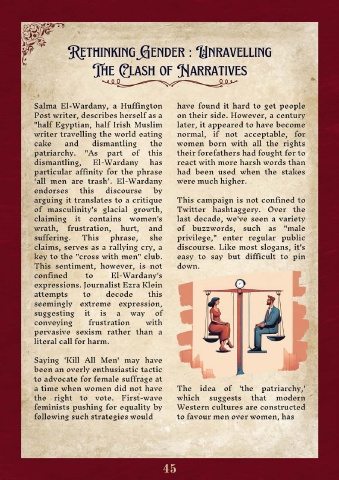 RETHINKING GENDER : UNRAVELLING
THE CLASH OF NARRATIVES
Salma El-Wardany, a Huffington
Post writer, describes herself as a
"half Egyptian, half Irish Muslim
writer travelling the world eating
cake and dismantling the
patriarchy. "As part of this
dismantling, El-Wardany has
particular affinity for the phrase
'all men are trash'. El-Wardany
endorses this discourse by
arguing it translates to a critique
of masculinity's glacial growth,
claiming it contains women's
wrath, frustration, hurt, and
suffering. This phrase, she
claims, serves as a rallying cry, a
key to the "cross with men" club.
This sentiment, however, is not
confined to El-Wardany's
expressions. Journalist Ezra Klein
attempts to decode this
seemingly extreme expression,
suggesting it is a way of
conveying frustration with
pervasive sexism rather than a
literal call for harm.
Saying 'Kill All Men' may have
been an overly enthusiastic tactic
to advocate for female suffrage at
a time when women did not have
the right to vote. First-wave
feminists pushing for equality by
following such strategies would
have found it hard to get people
on their side. However, a century
later, it appeared to have become
normal, if not acceptable, for
women born with all the rights
their forefathers had fought for to
react with more harsh words than
had been used when the stakes
were much higher.
This campaign is not confined to
Twitter hashtaggery. Over the
last decade, we've seen a variety
of buzzwords, such as "male
privilege," enter regular public
discourse. Like most slogans, it's
easy to say but difficult to pin
down.
The idea of 'the patriarchy,'
which suggests that modern
Western cultures are constructed
to favour men over women, has
45